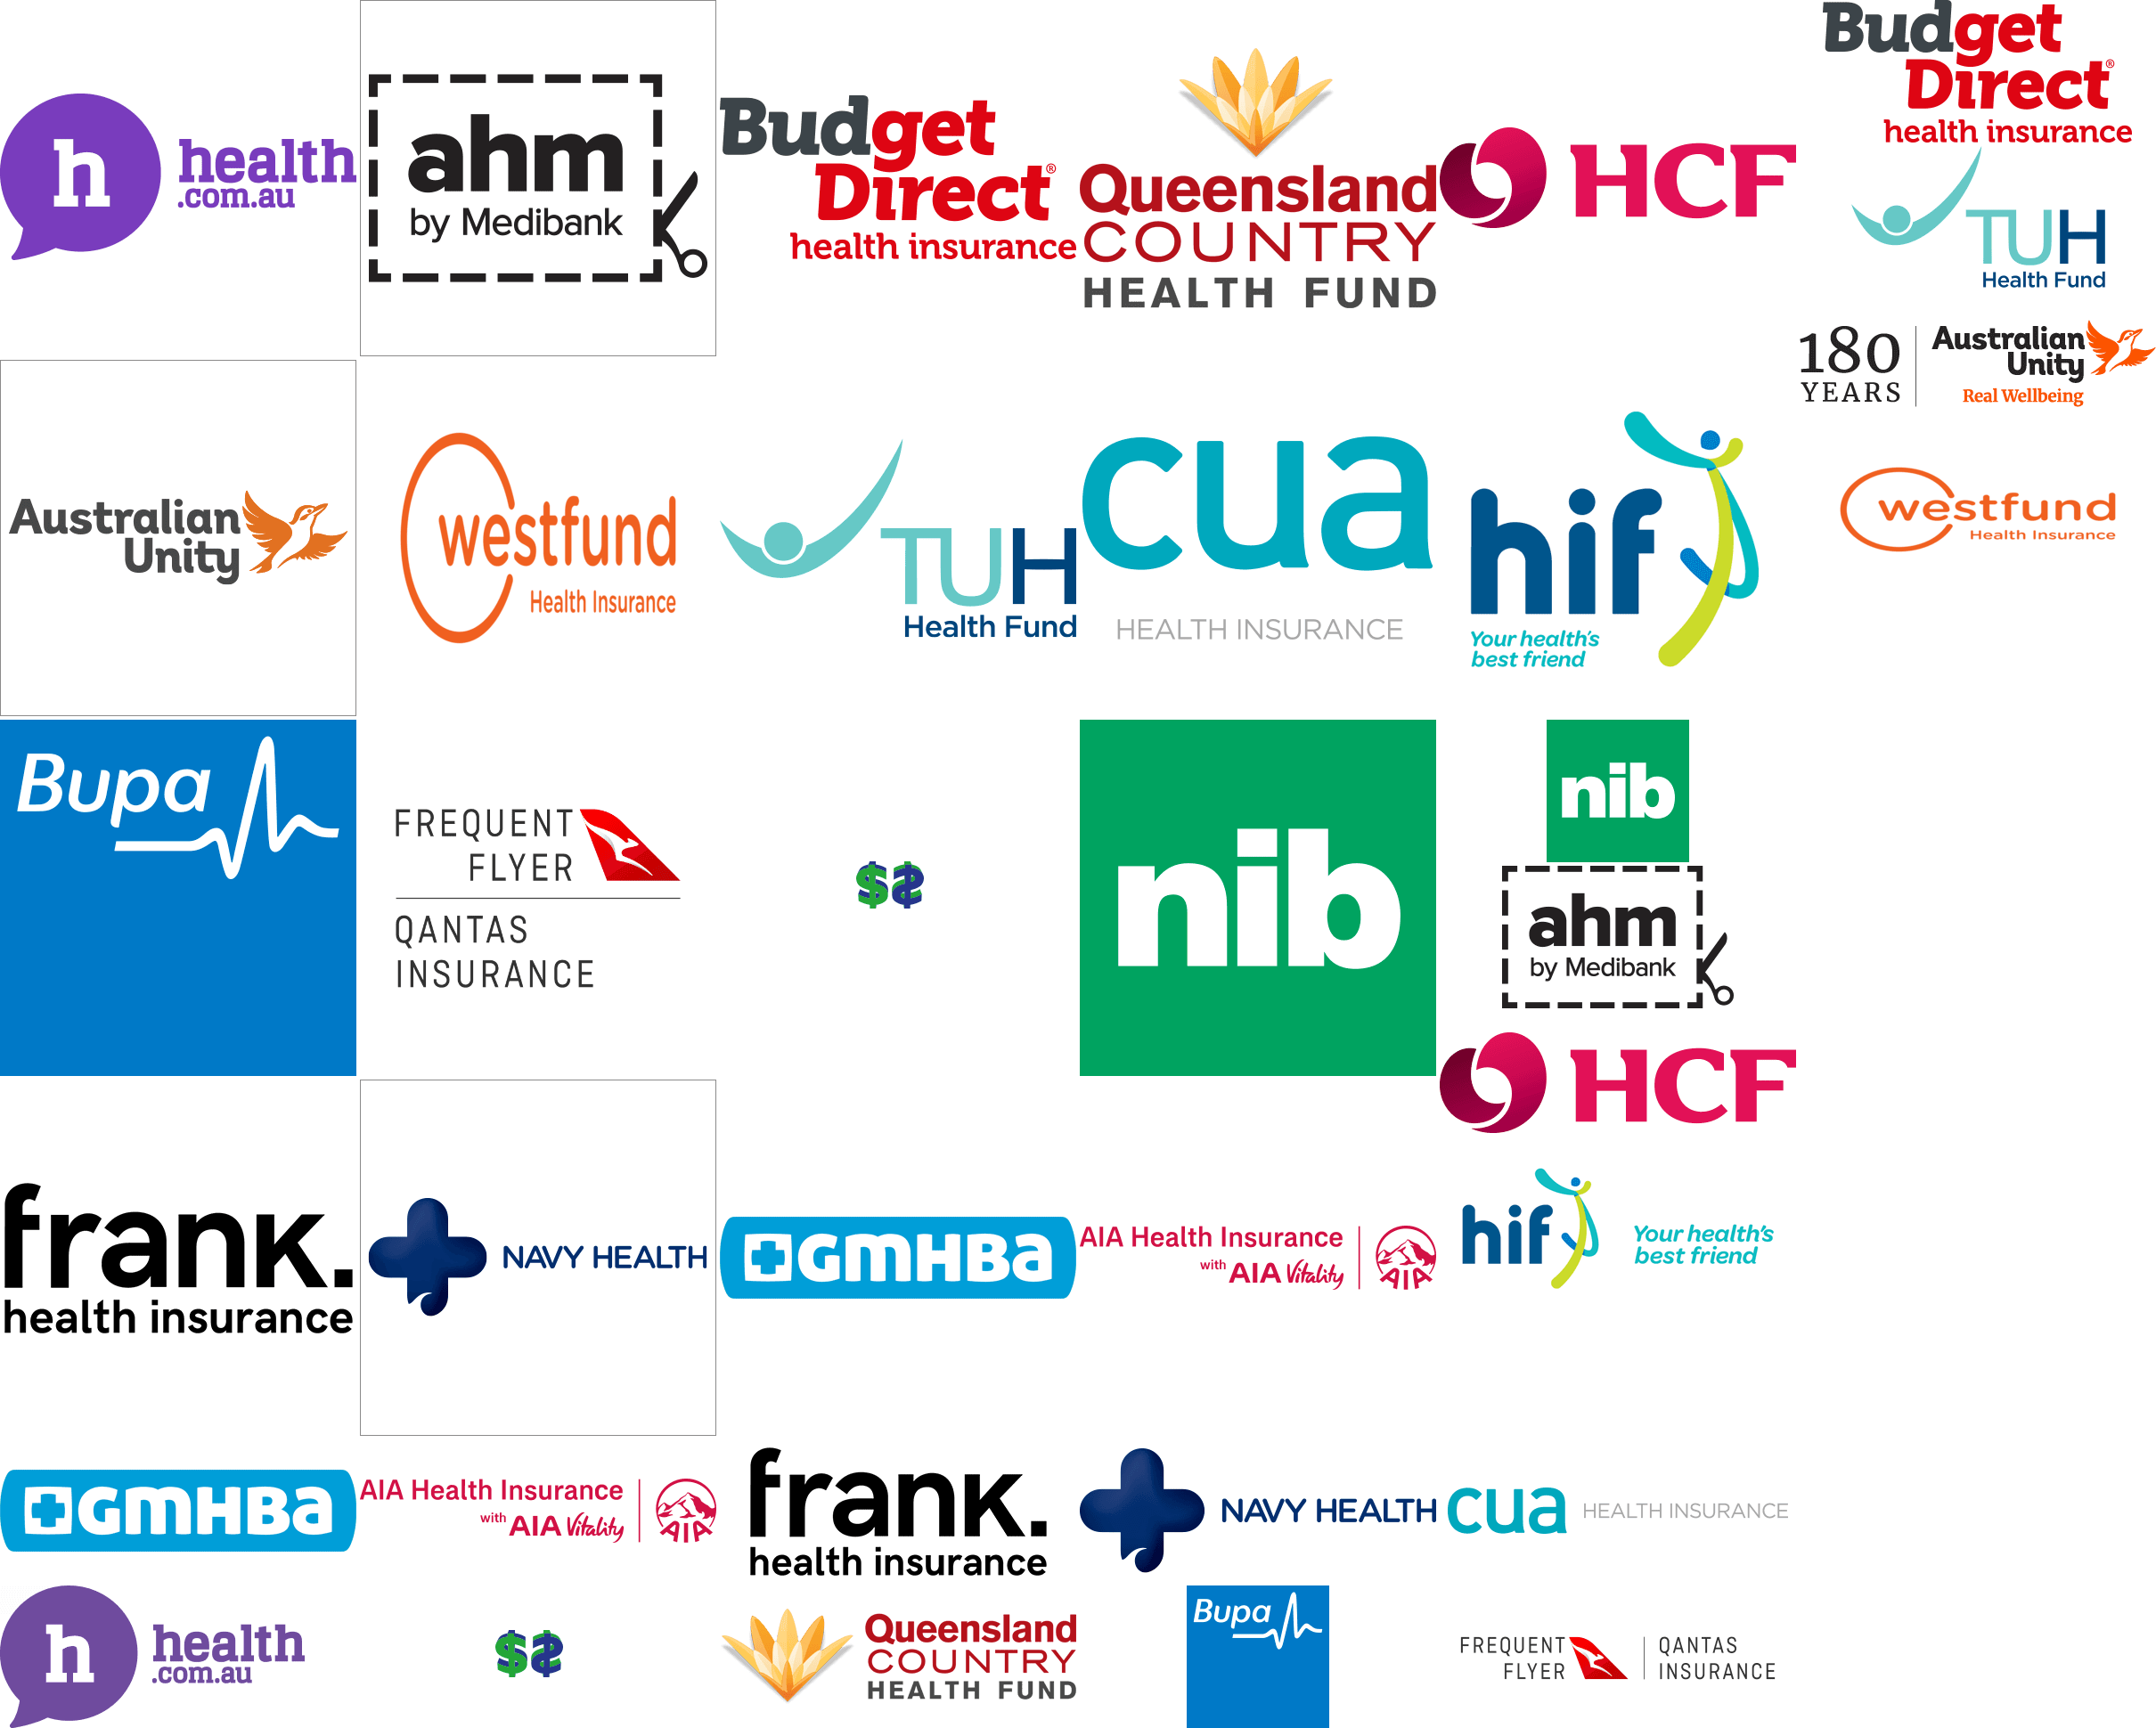 h health
.com.au
ahm
by Medibank
Budget
Direct®
health insurance
Queensland
COUNTRY
HEALTH FUND
HCF
Budget
Direct®
health insurance
TUH
Health Fund
180
YEARS
Australian
Unity
Real Wellbeing
Australian
Unity
westfund
Health Insurance
TUH
Health Fund
cua
HEALTH INSURANCE
hif
Your health's
best friend
westfund
Health Insurance
Bupa
FREQUENT
FLYER
QANTAS
INSURANCE
$$
nib
nib
ahm
by Medibank
HCF
frank.
health insurance
NAVY HEALTH
GMHBA
AIA Health Insurance
with AIA Vitality
AIA
hif
Your health's
best friend
GMHBA
AIA Health Insurance
with AIA Vitality
AIA
frank.
health insurance
NAVY HEALTH
cua HEALTH INSURANCE
h health
.com.au
$$
Queensland
COUNTRY
HEALTH FUND
Bupa
FREQUENT
FLYER
QANTAS
INSURANCE